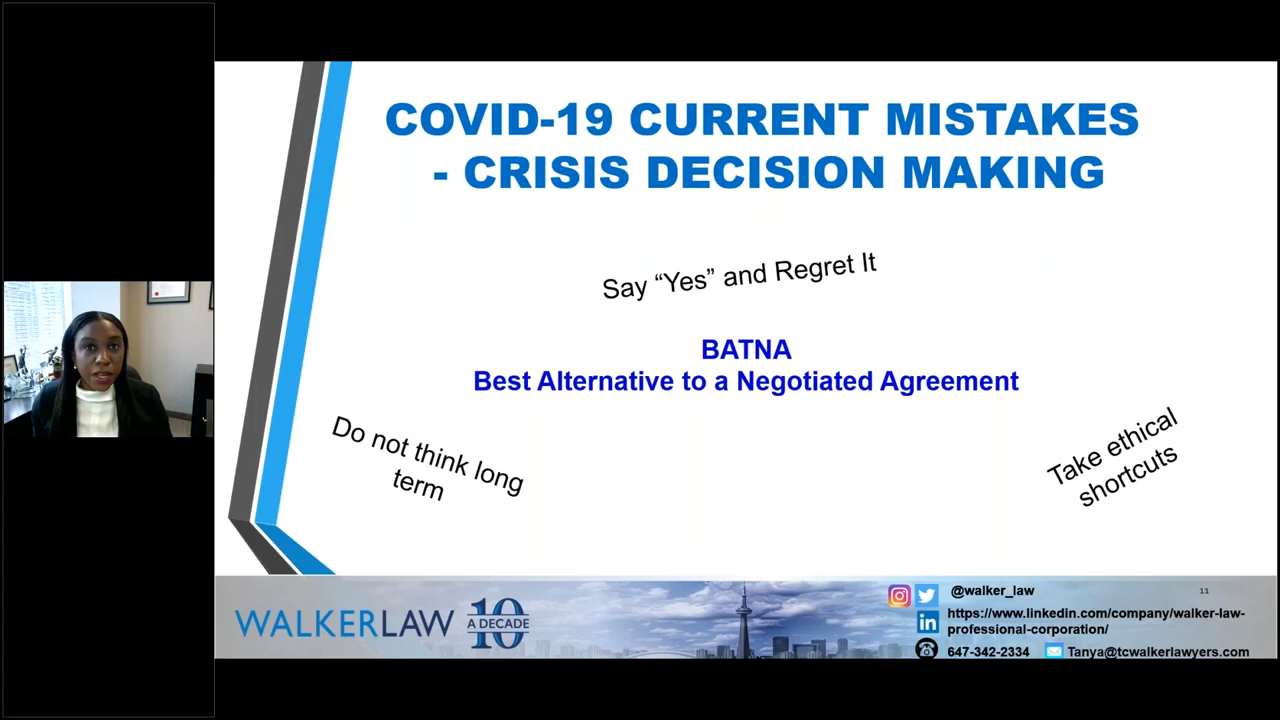 COVID-19 CURRENT MISTAKES
- CRISIS DECISION MAKING
Say “Yes” and Regret It
BATNA
Best Alternative to a Negotiated Agreement
Do not think long
term
Take ethical
shortcuts
WALKERLAW 10
A DECADE
@walker_law
11
https://www.linkedin.com/company/walker-law-
professional-corporation/
647-342-2334 Tanya@tcwalkerlawyers.com